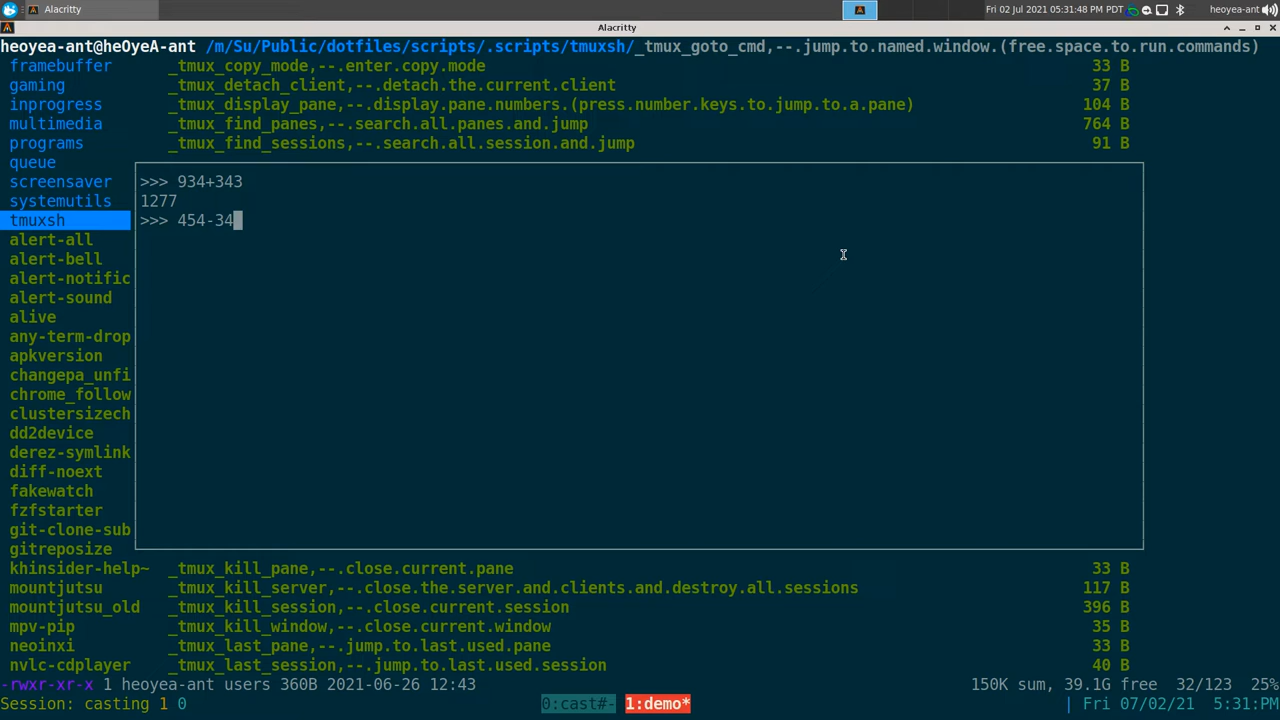 Alacritty
Fri 02 Jul 2021 05:31:48 PM PDT
heoyea-ant
Alacritty
heoyea-ant@heOyeA-ant /m/Su/Public/dotfiles/scripts/.scripts/tmuxsh/_tmux_goto_cmd,--.jump.to.named.window.(free.space.to.run.commands)
framebuffer _tmux_copy_mode,--.enter.copy.mode 33 B
gaming _tmux_detach_client,--.detach.the.current.client 37 B
inprogress _tmux_display_pane,--.display.pane.numbers.(press.number.keys.to.jump.to.a.pane) 104 B
multimedia _tmux_find_panes,--.search.all.panes.and.jump 764 B
programs _tmux_find_sessions,--.search.all.session.and.jump 91 B
queue
screensaver >>> 934+343
systemutils 1277
tmuxsh >>> 454-34
alert-all
alert-bell
alert-notific
alert-sound
alive
any-term-drop
apkversion
changepa_unfi
chrome_follow
clustersizech
dd2device
derez-symlink
diff-noext
fakewatch
fzfstarter
git-clone-sub
gitreposize
khinsider-help~ _tmux_kill_pane,--.close.current.pane 33 B
mountjutsu _tmux_kill_server,--.close.the.server.and.clients.and.destroy.all.sessions 117 B
mountjutsu_old _tmux_kill_session,--.close.current.session 396 B
mpv-pip _tmux_kill_window,--.close.current.window 35 B
neoinxi _tmux_last_pane,--.jump.to.last.used.pane 33 B
nvlc-cdplayer _tmux_last_session,--.jump.to.last.used.session 40 B
-rwxr-xr-x 1 heoyea-ant users 360B 2021-06-26 12:43 150K sum, 39.1G free 32/123 25%
Session: casting 1 0 0:cast#- 1:demo* | Fri 07/02/21 5:31PM